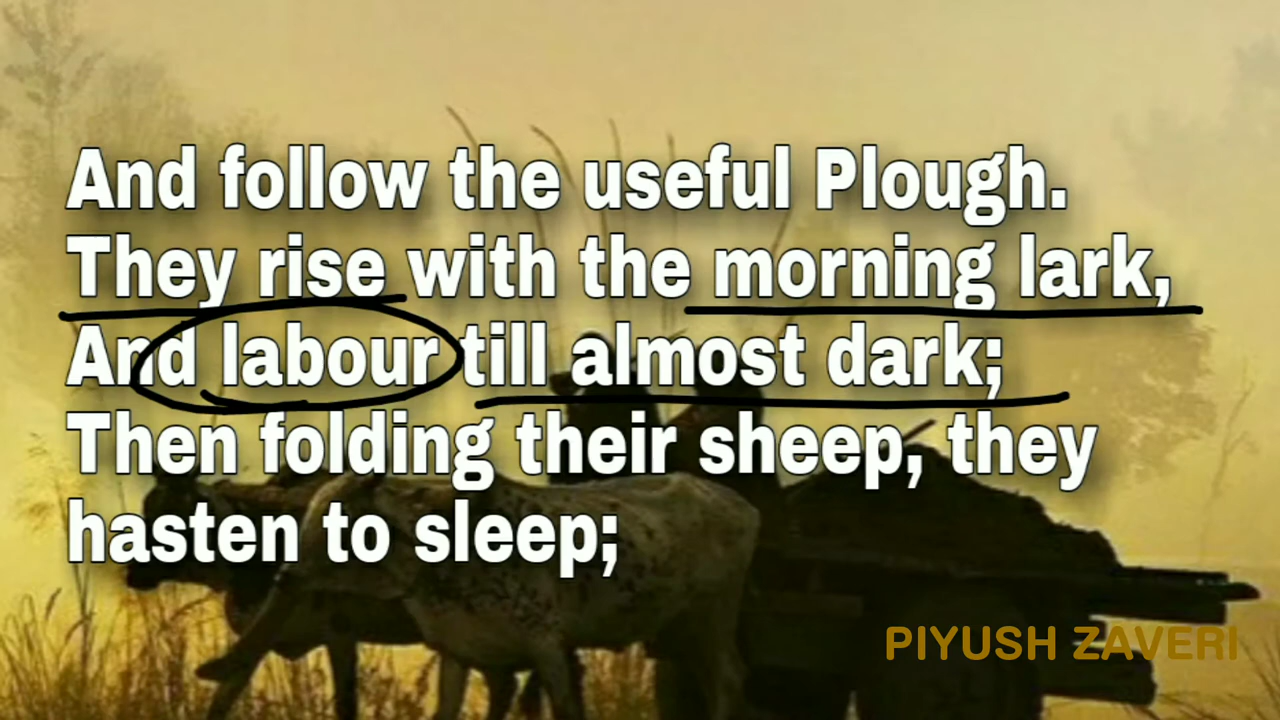 And follow the useful Plough.
They rise with the morning lark,
And labour till almost dark;
Then folding their sheep, they
hasten to sleep;
PIYUSH ZAVERI